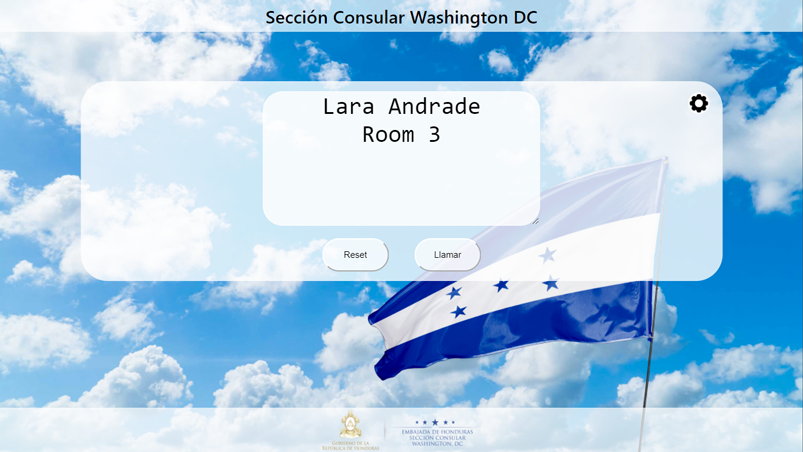 Sección Consular Washington DC
Lara Andrade
Room 3
Reset
Llamar
GOBIERNO DE LA
REPÚBLICA DE HONDURAS
EMBAJADA DE HONDURAS
SECCIÓN CONSULAR
WASHINGTON, DC